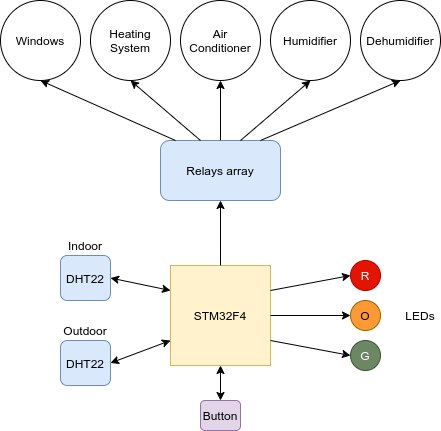 Windows
Heating
System
Air
Conditioner
Humidifier
Dehumidifier
Relays array
Indoor
DHT22
Outdoor
DHT22
STM32F4
R
O
G
LEDs
Button